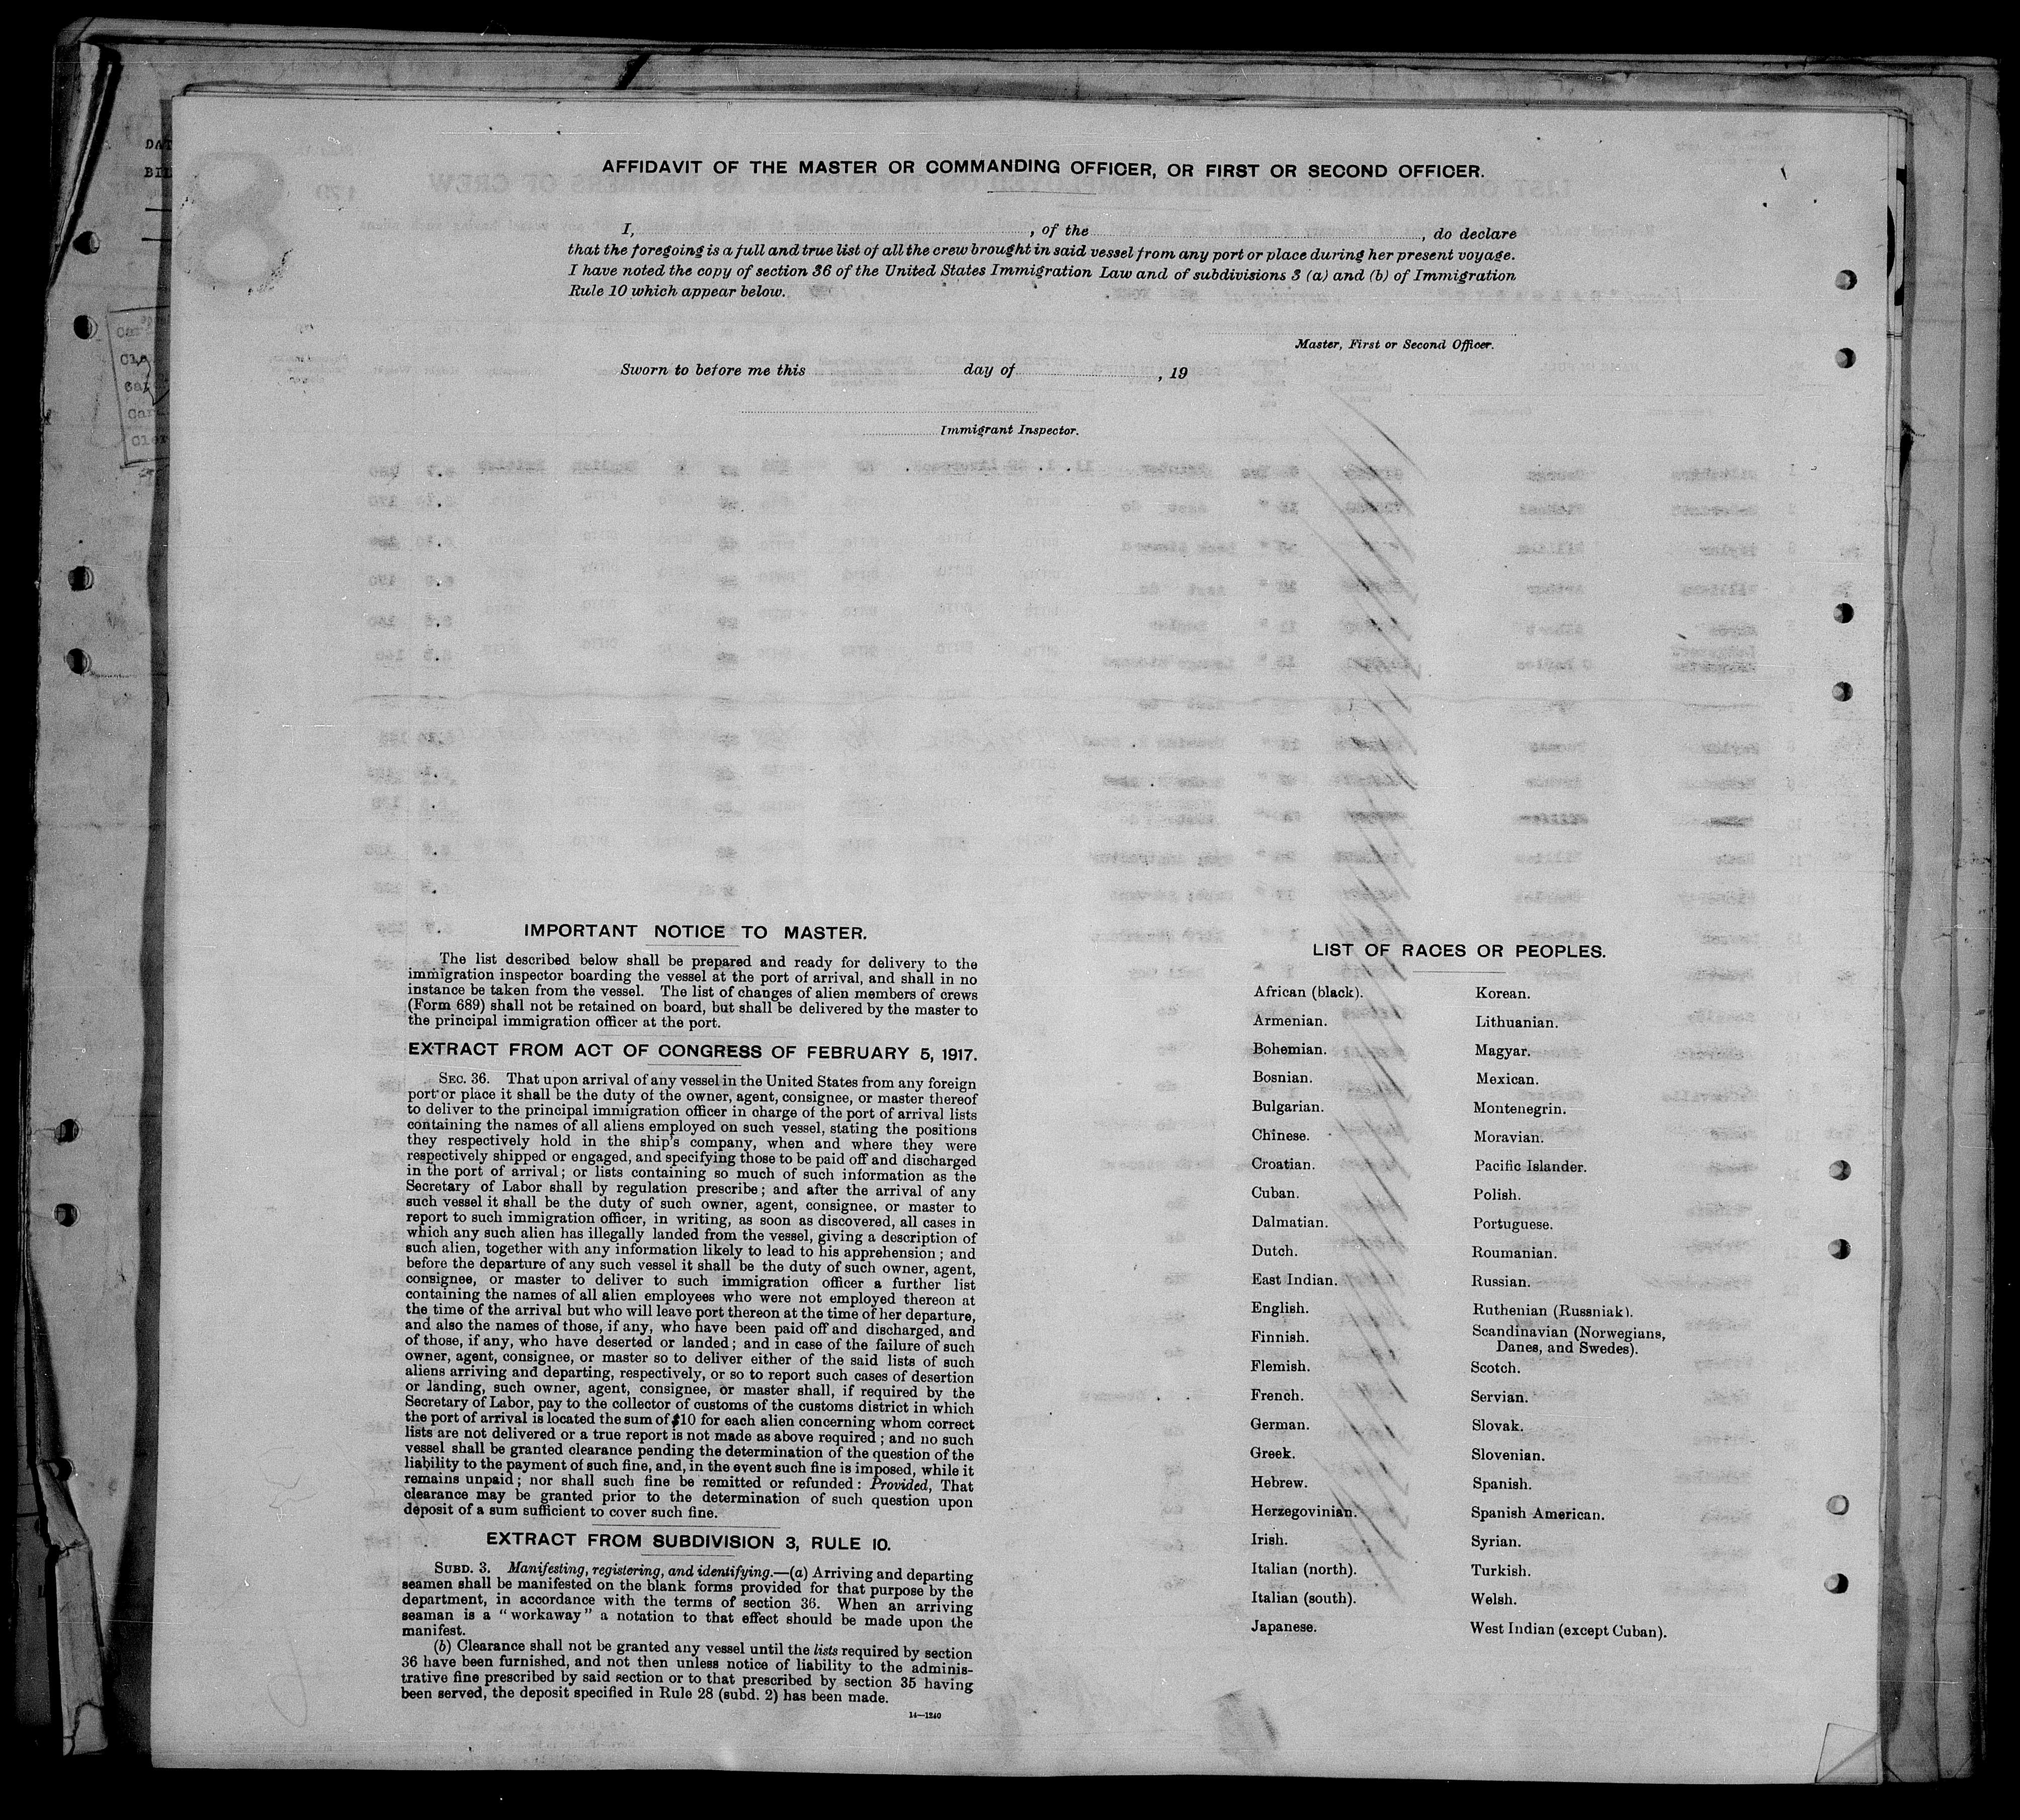 AFFIDAVIT OF THE MASTER OR COMMANDING OFFICER, OR FIRST OR SECOND OFFICER.
I, , of the , do declare
that the foregoing is a full and true list of all the crew brought in said vessel from any port or place during her present voyage.
I have noted the copy of section 36 of the United States Immigration Law and of subdivisions 3 (a) and (b) of Immigration
Rule 10 which appear below.
Master, First or Second Officer.
Sworn to before me this day of , 19
Immigrant Inspector.
IMPORTANT NOTICE TO MASTER.
The list described below shall be prepared and ready for delivery to the
immigration inspector boarding the vessel at the port of arrival, and shall in no
instance be taken from the vessel. The list of changes of alien members of crews
(Form 689) shall not be retained on board, but shall be delivered by the master to
the principal immigration officer at the port.
EXTRACT FROM ACT OF CONGRESS OF FEBRUARY 5, 1917.
SEC. 36. That upon arrival of any vessel in the United States from any foreign
port or place it shall be the duty of the owner, agent, consignee, or master thereof
to deliver to the principal immigration officer in charge of the port of arrival lists
containing the names of all aliens employed on such vessel, stating the positions
they respectively hold in the ship's company, when and where they were
respectively shipped or engaged, and specifying those to be paid off and discharged
in the port of arrival; or lists containing so much of such information as the
Secretary of Labor shall by regulation prescribe; and after the arrival of any
such vessel it shall be the duty of such owner, agent, consignee, or master to
report to such immigration officer, in writing, as soon as discovered, all cases in
which any such alien has illegally landed from the vessel, giving a description of
such alien, together with any information likely to lead to his apprehension; and
before the departure of any such vessel it shall be the duty of such owner, agent,
consignee, or master to deliver to such immigration officer a further list
containing the names of all alien employees who were not employed thereon at
the time of the arrival but who will leave port thereon at the time of her departure,
and also the names of those, if any, who have been paid off and discharged, and
of those, if any, who have deserted or landed; and in case of the failure of such
owner, agent, consignee, or master so to deliver either of the said lists of such
aliens arriving and departing, respectively, or so to report such cases of desertion
or landing, such owner, agent, consignee, or master shall, if required by the
Secretary of Labor, pay to the collector of customs of the customs district in which
the port of arrival is located the sum of $10 for each alien concerning whom correct
lists are not delivered or a true report is not made as above required; and no such
vessel shall be granted clearance pending the determination of the question of the
liability to the payment of such fine, and, in the event such fine is imposed, while it
remains unpaid; nor shall such fine be remitted or refunded: Provided, That
clearance may be granted prior to the determination of such question upon
deposit of a sum sufficient to cover such fine.
EXTRACT FROM SUBDIVISION 3, RULE 10.
SUBD. 3. Manifesting, registering, and identifying.—(a) Arriving and departing
seamen shall be manifested on the blank forms provided for that purpose by the
department, in accordance with the terms of section 36. When an arriving
seaman is a "workaway" a notation to that effect should be made upon the
manifest.
(b) Clearance shall not be granted any vessel until the lists required by section
36 have been furnished, and not then unless notice of liability to the adminis-
trative fine prescribed by said section or to that prescribed by section 35 having
been served, the deposit specified in Rule 28 (subd. 2) has been made.
14—1240
LIST OF RACES OR PEOPLES.
African (black).
Armenian.
Bohemian.
Bosnian.
Bulgarian.
Chinese.
Croatian.
Cuban.
Dalmatian.
Dutch.
East Indian.
English.
Finnish.
Flemish.
French.
German.
Greek.
Hebrew.
Herzegovinian.
Irish.
Italian (north).
Italian (south).
Japanese.
Korean.
Lithuanian.
Magyar.
Mexican.
Montenegrin.
Moravian.
Pacific Islander.
Polish.
Portuguese.
Roumanian.
Russian.
Ruthenian (Russniak).
Scandinavian (Norwegians,
Danes, and Swedes).
Scotch.
Servian.
Slovak.
Slovenian.
Spanish.
Spanish American.
Syrian.
Turkish.
Welsh.
West Indian (except Cuban).